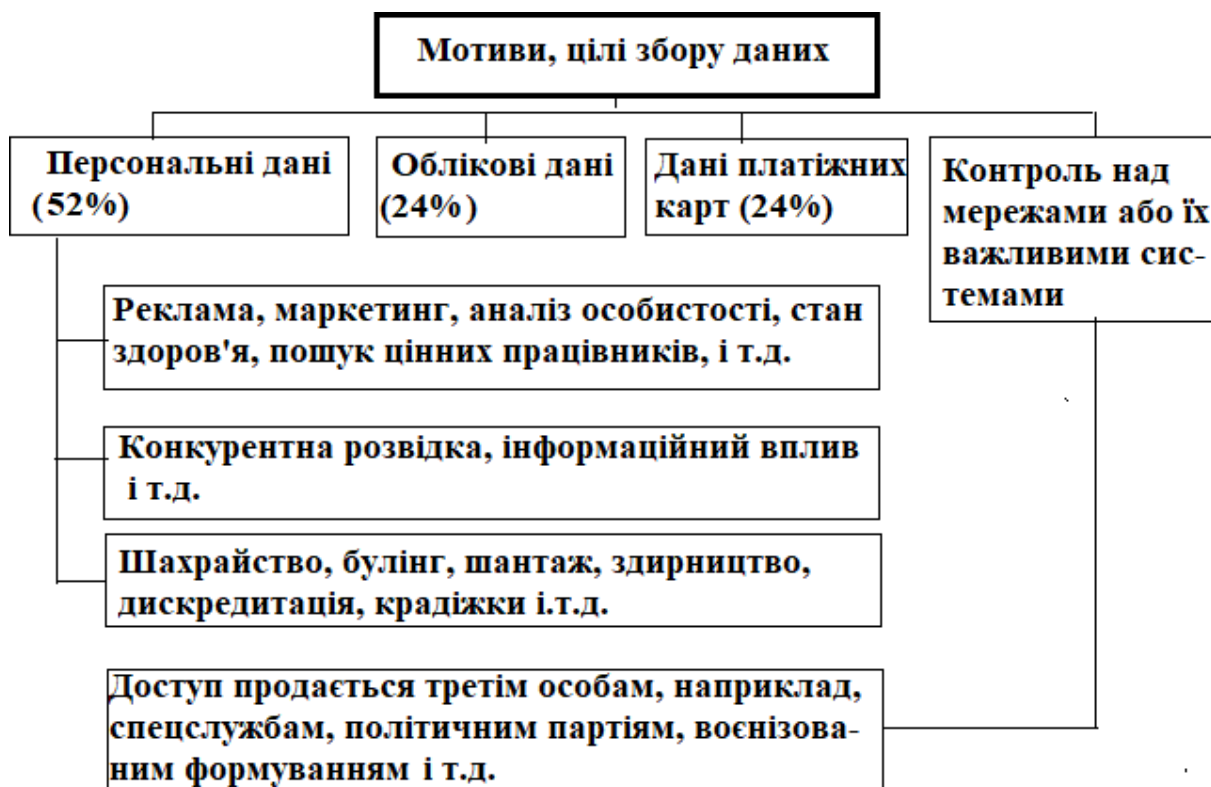 Мотиви, цілі збору даних
Персональні дані
(52%)
Облікові дані
(24%)
Дані платіжних
карт (24%)
Контроль над
мережами або їх
важливими сис-
темами
Реклама, маркетинг, аналіз особистості, стан
здоров'я, пошук цінних працівників, і т.д.
Конкурентна розвідка, інформаційний вплив
і т.д.
Шахрайство, булінг, шантаж, здирництво,
дискредитація, крадіжки і.т.д.
Доступ продається третім особам, наприклад,
спецслужбам, політичним партіям, воєнізова-
ним формуванням і т.д.